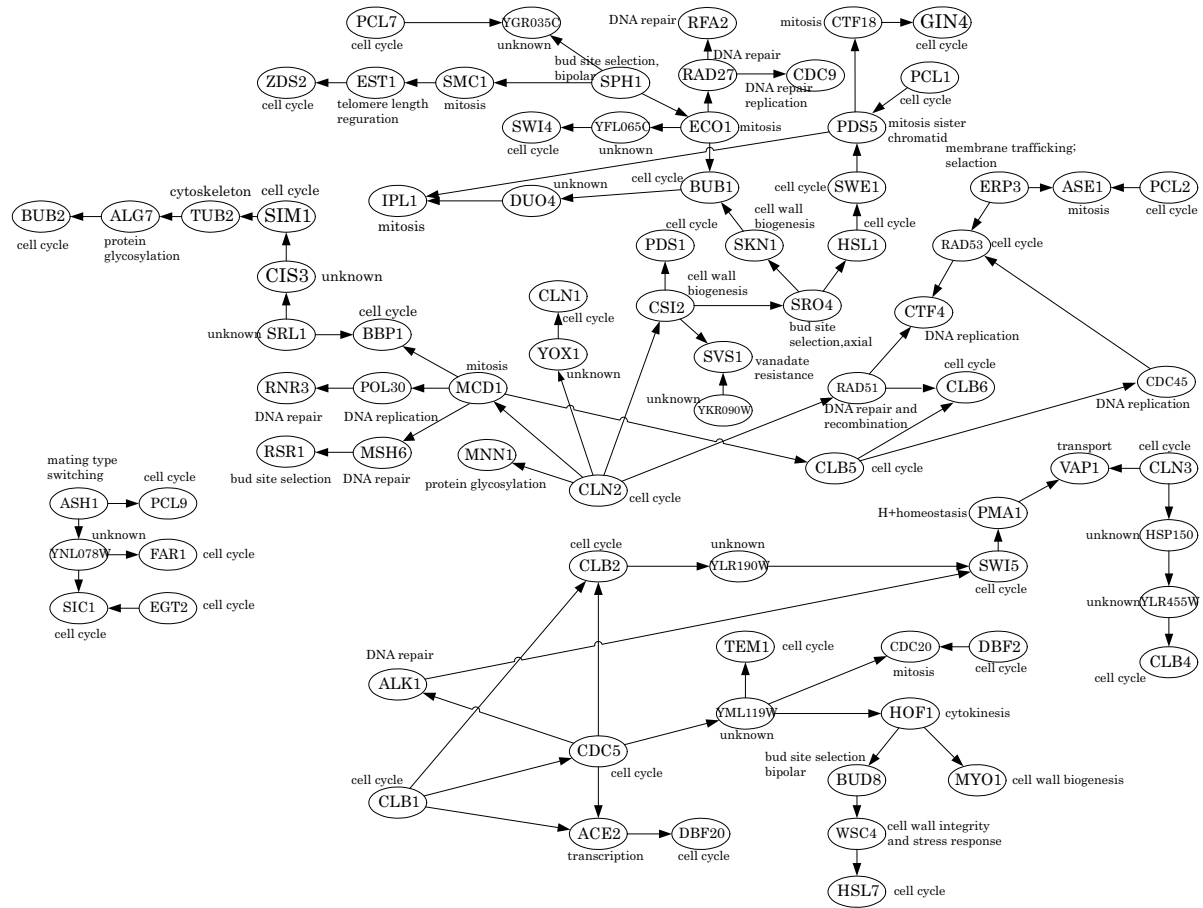 PCL7
cell cycle
YGR035C
unknown
DNA repair
RFA2
mitosis
CTF18
GIN4
cell cycle
bud site selection,
bipolar
SPH1
DNA repair
RAD27
CDC9
DNA repair
replication
PCL1
cell cycle
ZDS2
cell cycle
EST1
telomere length
reguration
SMC1
mitosis
SWI4
cell cycle
YFL065C
unknown
ECO1
mitosis
PDS5
mitosis sister
chromatid
membrane trafficking;
selaction
ERP3
ASE1
mitosis
PCL2
cell cycle
IPL1
mitosis
DUO4
unknown
cell cycle
BUB1
cell cycle
SWE1
BUB2
cell cycle
ALG7
protein
glycosylation
cytoskeleton
TUB2
cell cycle
SIM1
cell cycle
PDS1
cell wall
biogenesis
SKN1
cell cycle
HSL1
RAD53
cell cycle
CIS3
unknown
CLN1
cell cycle
cell wall
biogenesis
CSI2
SRO4
bud site
selection,axial
CTF4
DNA replication
unknown
SRL1
cell cycle
BBP1
YOX1
unknown
SVS1
vanadate
resistance
unknown
YKR090W
RNR3
DNA repair
POL30
DNA replication
mitosis
MCD1
RAD51
DNA repair and
recombination
cell cycle
CLB6
CDC45
DNA replication
RSR1
bud site selection
MSH6
DNA repair
MNN1
protein glycosylation
CLN2
cell cycle
CLB5
cell cycle
transport
VAP1
cell cycle
CLN3
mating type
switching
ASH1
cell cycle
PCL9
H+homeostasis
PMA1
unknown
HSP150
unknown
YNL078W
FAR1
cell cycle
cell cycle
CLB2
unknown
YLR190W
SWI5
cell cycle
SIC1
cell cycle
EGT2
cell cycle
unknown
YLR455W
DNA repair
ALK1
TEM1
cell cycle
CDC20
mitosis
DBF2
cell cycle
CLB4
cell cycle
YML119W
unknown
HOF1
cytokinesis
CDC5
cell cycle
cell cycle
CLB1
bud site selection
bipolar
BUD8
MYO1
cell wall biogenesis
ACE2
transcription
DBF20
cell cycle
WSC4
cell wall integrity
and stress response
HSL7
cell cycle